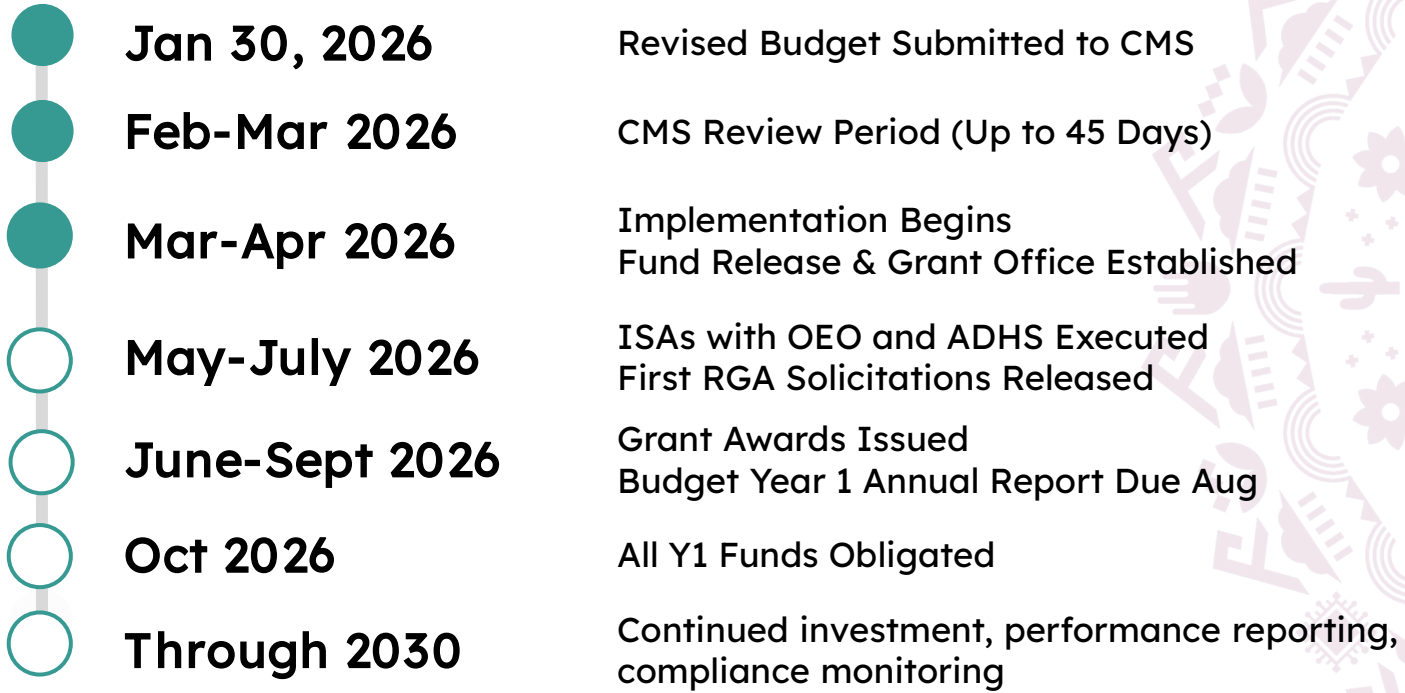 Jan 30, 2026
Revised Budget Submitted to CMS
Feb-Mar 2026
CMS Review Period (Up to 45 Days)
Mar-Apr 2026
Implementation Begins
Fund Release & Grant Office Established
May-July 2026
ISAs with OEO and ADHS Executed
First RGA Solicitations Released
June-Sept 2026
Grant Awards Issued
Budget Year 1 Annual Report Due Aug
Oct 2026
All Y1 Funds Obligated
Through 2030
Continued investment, performance reporting,
compliance monitoring